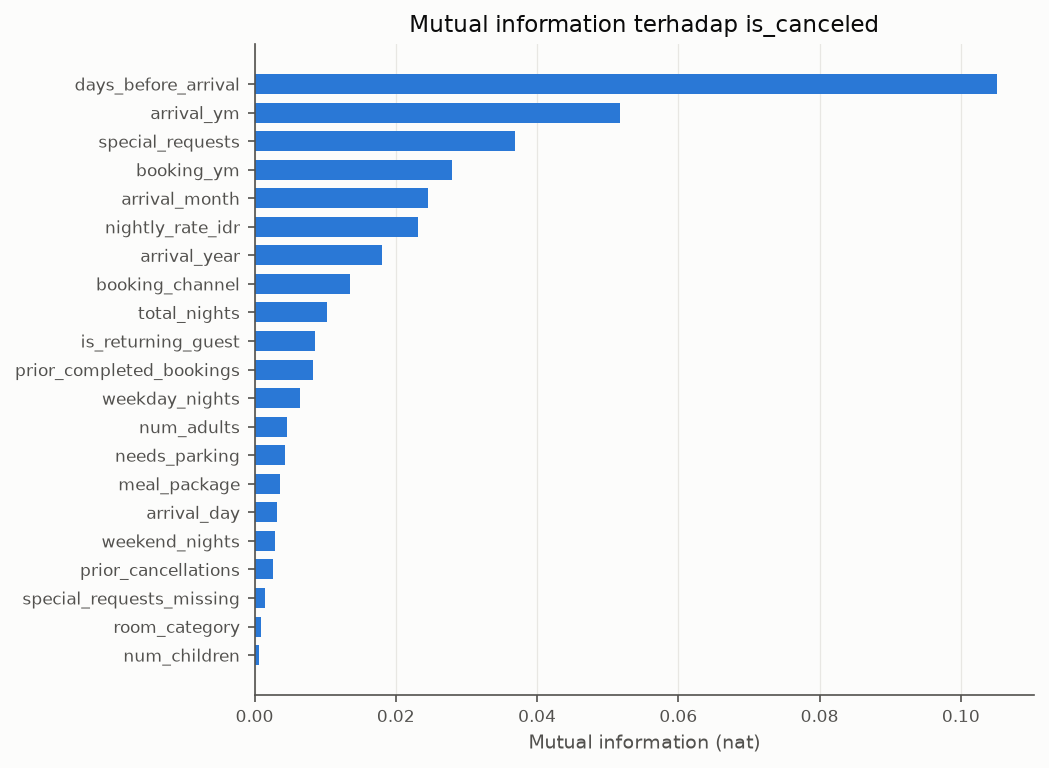 Mutual information terhadap is_canceled
days_before_arrival
arrival_ym
special_requests
booking_ym
arrival_month
nightly_rate_idr
arrival_year
booking_channel
total_nights
is_returning_guest
prior_completed_bookings
weekday_nights
num_adults
needs_parking
meal_package
arrival_day
weekend_nights
prior_cancellations
special_requests_missing
room_category
num_children
0.00 0.02 0.04 0.06 0.08 0.10
Mutual information (nat)